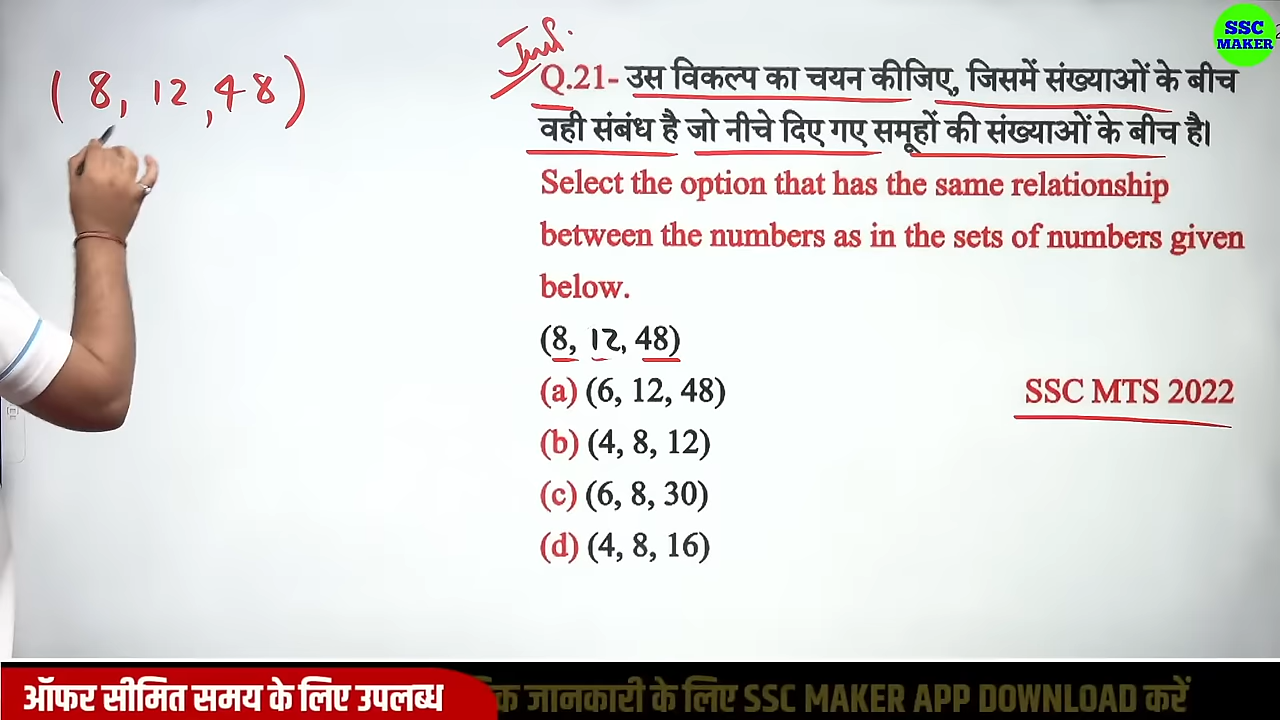 SSC
MAKER
( 8, 12, 48)
Q.21- उस विकल्प का चयन कीजिए, जिसमें संख्याओं के बीच
वही संबंध है जो नीचे दिए गए समूहों की संख्याओं के बीच है।
Select the option that has the same relationship
between the numbers as in the sets of numbers given
below.
(8, 12, 48)
(a) (6, 12, 48)
SSC MTS 2022
(b) (4, 8, 12)
(c) (6, 8, 30)
(d) (4, 8, 16)
ऑफर सीमित समय के लिए उपलब्ध
क जानकारी के लिए SSC MAKER APP DOWNLOAD करें